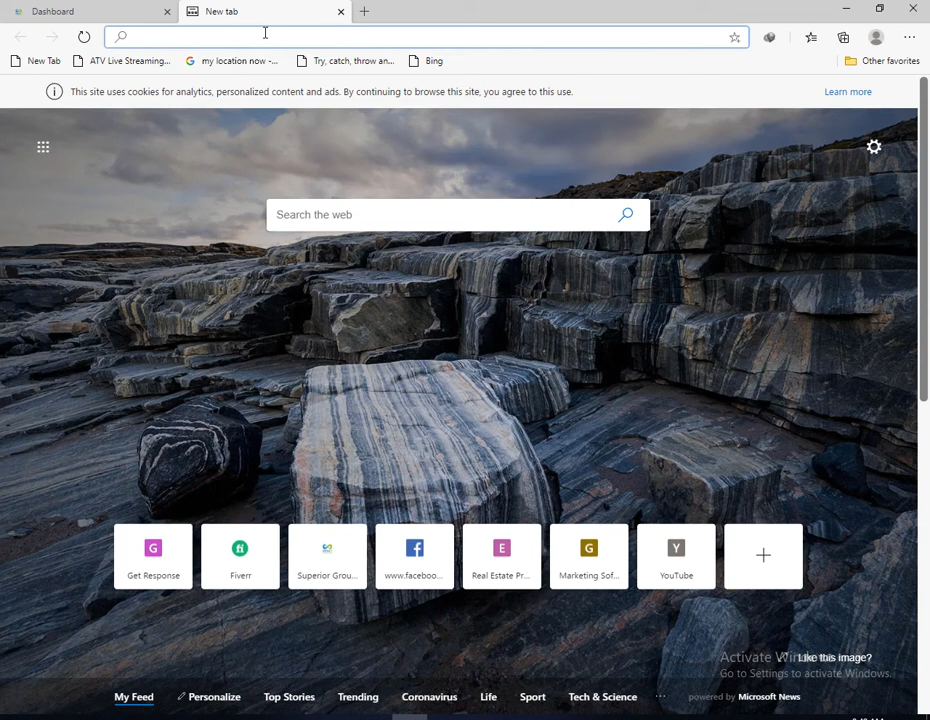 Dashboard
New tab
New Tab
ATV Live Streaming...
my location now -...
Try, catch, throw an...
Bing
Other favorites
This site uses cookies for analytics, personalized content and ads. By continuing to browse this site, you agree to this use.
Learn more
Search the web
G
Get Response
fi
Fiverr
Superior Grou...
www.faceboo...
E
Real Estate Pr...
G
Marketing Sof...
Y
YouTube
Like this image?
Activate Win
Go to Settings to activate Windows.
My Feed
Personalize
Top Stories
Trending
Coronavirus
Life
Sport
Tech & Science
...
powered by Microsoft News